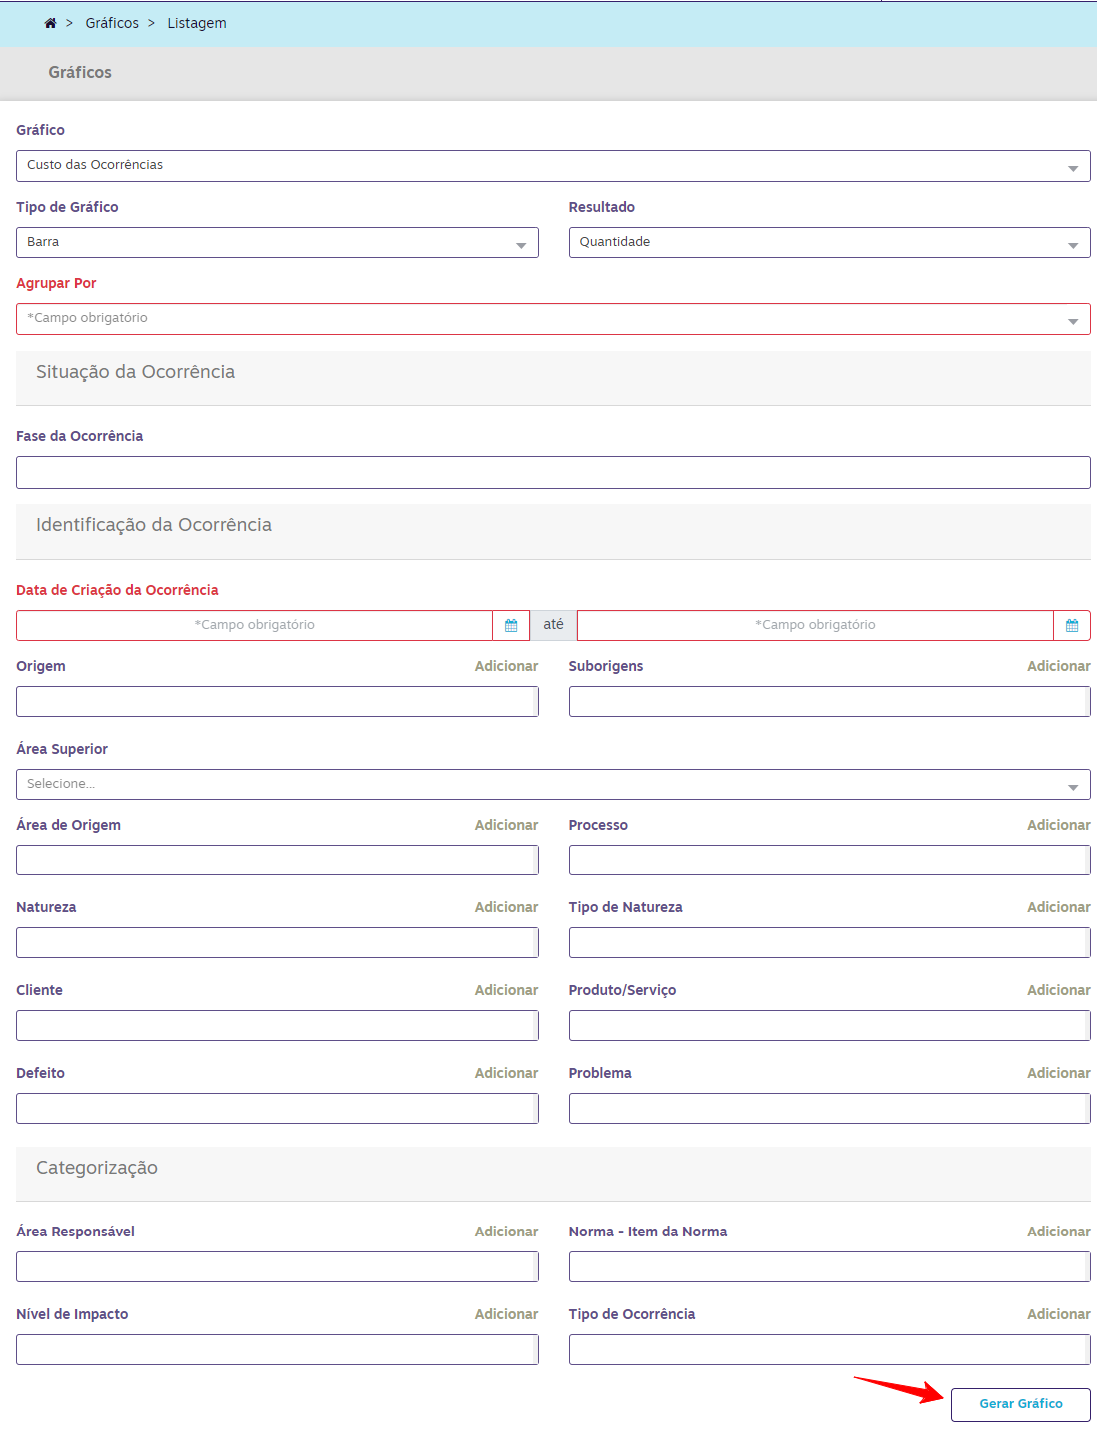 > Gráficos > Listagem
Gráficos
Gráfico
Custo das Ocorrências
Tipo de Gráfico Resultado
Barra Quantidade
Agrupar Por
*Campo obrigatório
Situação da Ocorrência
Fase da Ocorrência
Identificação da Ocorrência
Data de Criação da Ocorrência
*Campo obrigatório até *Campo obrigatório
Origem Adicionar Suborigens Adicionar
Área Superior
Selecione...
Área de Origem Adicionar Processo Adicionar
Natureza Adicionar Tipo de Natureza Adicionar
Cliente Adicionar Produto/Serviço Adicionar
Defeito Adicionar Problema Adicionar
Categorização
Área Responsável Adicionar Norma - Item da Norma Adicionar
Nível de Impacto Adicionar Tipo de Ocorrência Adicionar
Gerar Gráfico